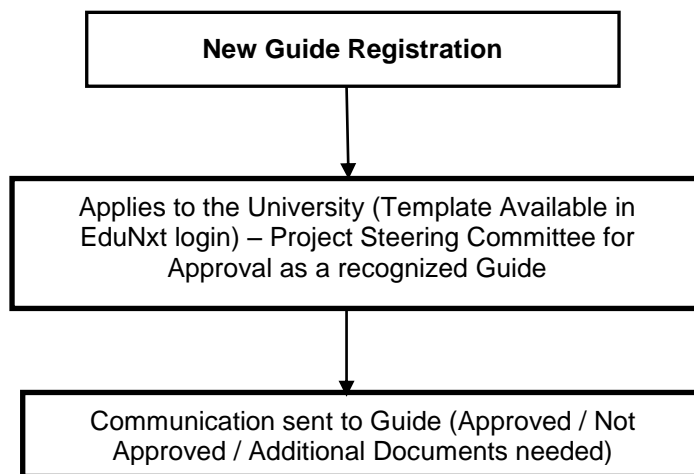 New Guide Registration
Applies to the University (Template Available in
EduNxt login) – Project Steering Committee for
Approval as a recognized Guide
Communication sent to Guide (Approved / Not
Approved / Additional Documents needed)